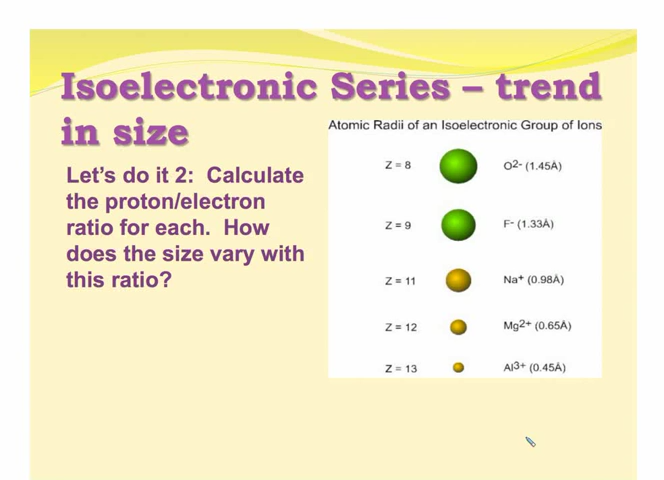 Isoelectronic Series – trend
in size
Let's do it 2: Calculate
the proton/electron
ratio for each. How
does the size vary with
this ratio?
Atomic Radii of an Isoelectronic Group of Ions
Z = 8 O2- (1.45Å)
Z = 9 F- (1.33Å)
Z = 11 Na+ (0.98Å)
Z = 12 Mg2+ (0.65Å)
Z = 13 Al3+ (0.45Å)